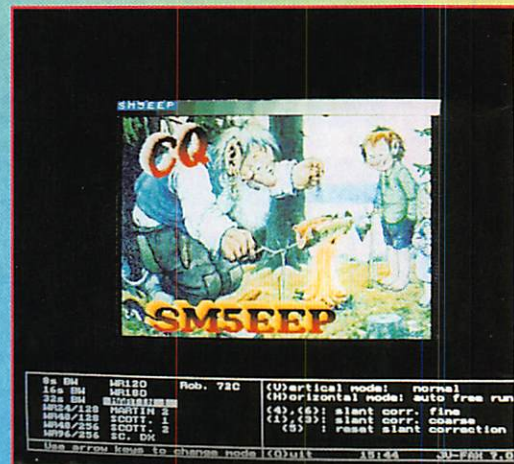 SM5EEP
CQ
SM5EEP
8s BW WR120 Rob. 72C
16s BW WR180
32s BW MARTIN 1
WR24/128 MARTIN 2
WR48/128 SCOTT. 1
WR48/256 SCOTT. 2
WR96/256 SC. DX
(V)ertical mode: normal
(H)orizontal mode: auto free run
(4),(6): slant corr. fine
(1),(3): slant corr. coarse
(5) : reset slant correction
Use arrow keys to change mode (Q)uit 15:44 JV-FAX 7.0